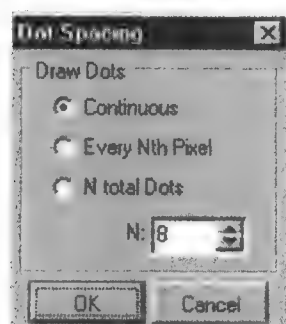 Dot Spacing
Draw Dots
Continuous
Every Nth Pixel
N total Dots
N: 8
OK Cancel